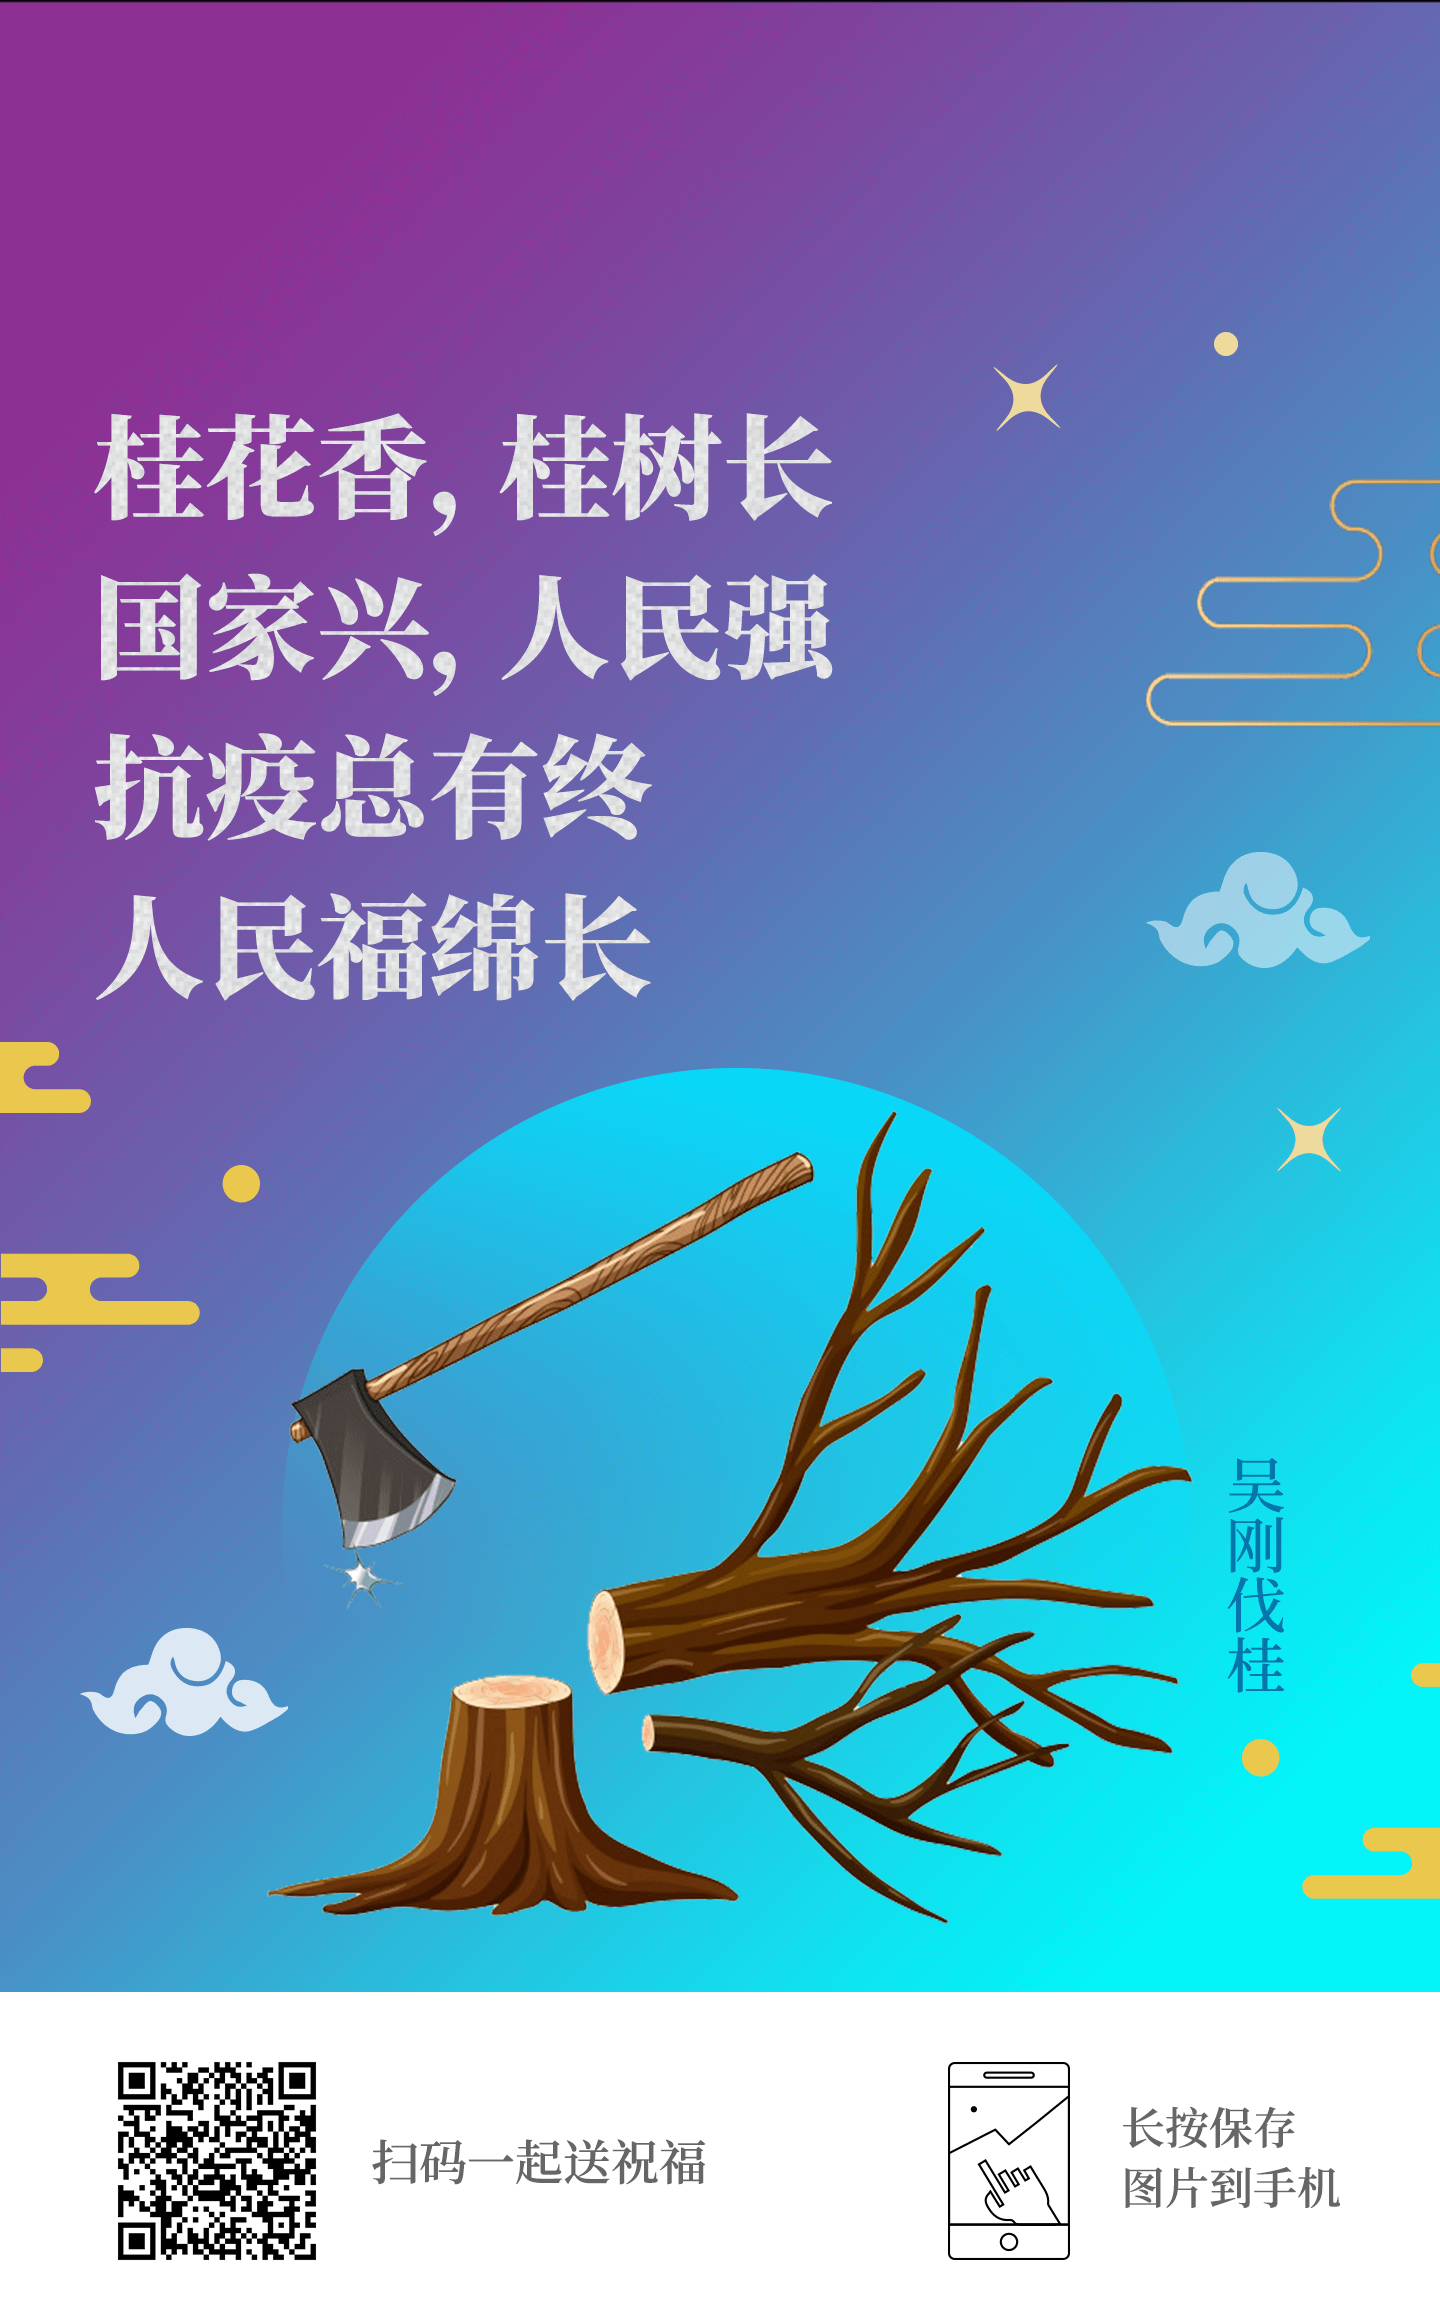 桂花香, 桂树长
国家兴, 人民强
抗疫总有终
人民福绵长
吴刚伐桂
扫码一起送祝福
长按保存
图片到手机